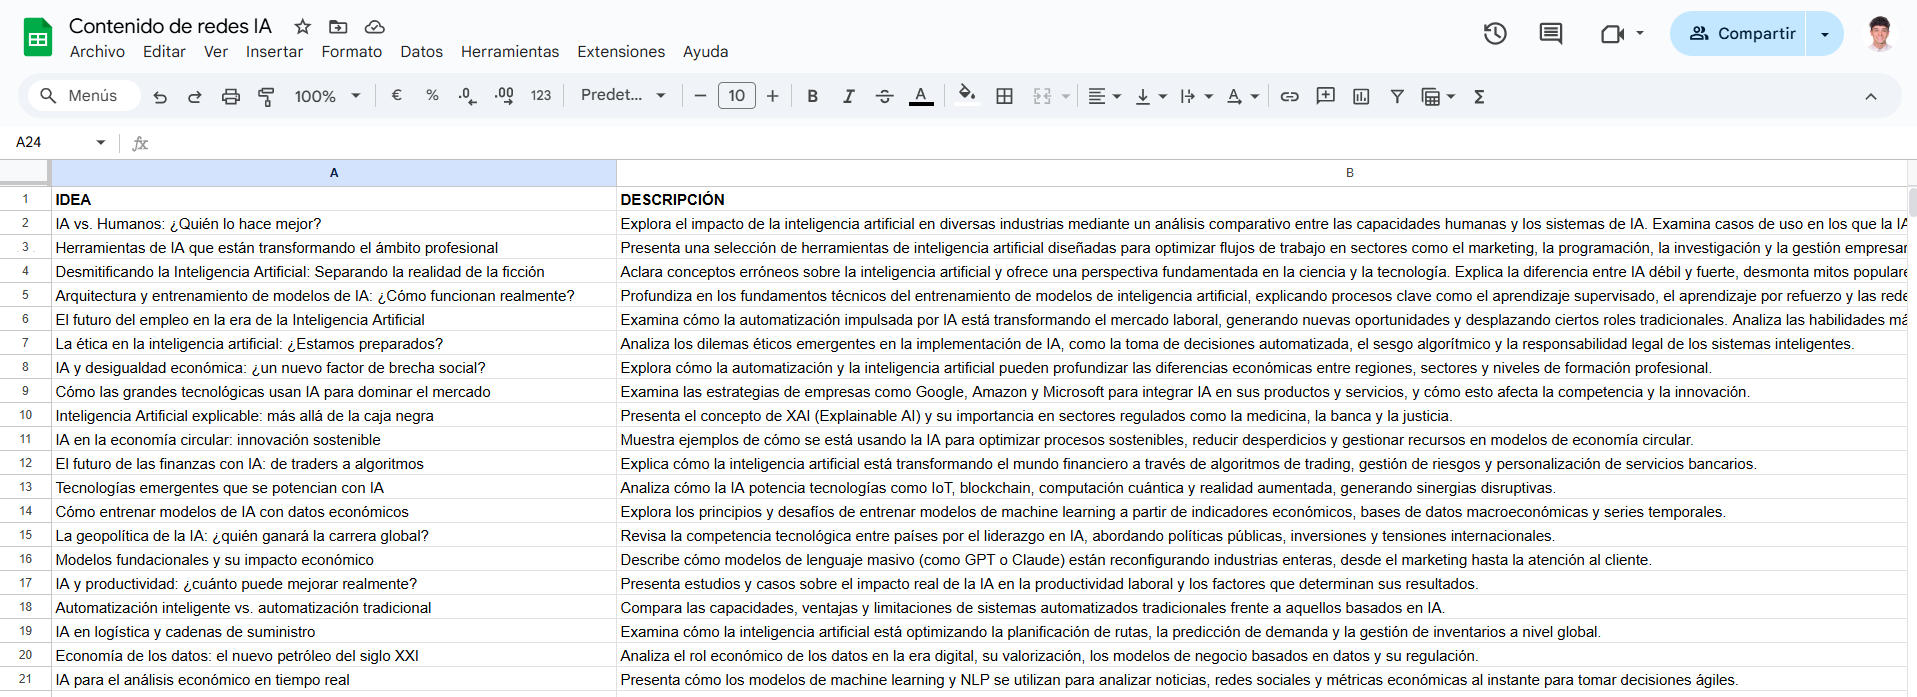 Contenido de redes IA
Archivo Editar Ver Insertar Formato Datos Herramientas Extensiones Ayuda
Compartir
Menús 100% € % .0 .00 123 Predet... − 10 + B I A Σ
A24 fx
A B
1 IDEA DESCRIPCIÓN
2 IA vs. Humanos: ¿Quién lo hace mejor? Explora el impacto de la inteligencia artificial en diversas industrias mediante un análisis comparativo entre las capacidades humanas y los sistemas de IA. Examina casos de uso en los que la IA
3 Herramientas de IA que están transformando el ámbito profesional Presenta una selección de herramientas de inteligencia artificial diseñadas para optimizar flujos de trabajo en sectores como el marketing, la programación, la investigación y la gestión empresar
4 Desmitificando la Inteligencia Artificial: Separando la realidad de la ficción Aclara conceptos erróneos sobre la inteligencia artificial y ofrece una perspectiva fundamentada en la ciencia y la tecnología. Explica la diferencia entre IA débil y fuerte, desmonta mitos populare
5 Arquitectura y entrenamiento de modelos de IA: ¿Cómo funcionan realmente? Profundiza en los fundamentos técnicos del entrenamiento de modelos de inteligencia artificial, explicando procesos clave como el aprendizaje supervisado, el aprendizaje por refuerzo y las rede
6 El futuro del empleo en la era de la Inteligencia Artificial Examina cómo la automatización impulsada por IA está transformando el mercado laboral, generando nuevas oportunidades y desplazando ciertos roles tradicionales. Analiza las habilidades má
7 La ética en la inteligencia artificial: ¿Estamos preparados? Analiza los dilemas éticos emergentes en la implementación de IA, como la toma de decisiones automatizada, el sesgo algorítmico y la responsabilidad legal de los sistemas inteligentes.
8 IA y desigualdad económica: ¿un nuevo factor de brecha social? Explora cómo la automatización y la inteligencia artificial pueden profundizar las diferencias económicas entre regiones, sectores y niveles de formación profesional.
9 Cómo las grandes tecnológicas usan IA para dominar el mercado Examina las estrategias de empresas como Google, Amazon y Microsoft para integrar IA en sus productos y servicios, y cómo esto afecta la competencia y la innovación.
10 Inteligencia Artificial explicable: más allá de la caja negra Presenta el concepto de XAI (Explainable AI) y su importancia en sectores regulados como la medicina, la banca y la justicia.
11 IA en la economía circular: innovación sostenible Muestra ejemplos de cómo se está usando la IA para optimizar procesos sostenibles, reducir desperdicios y gestionar recursos en modelos de economía circular.
12 El futuro de las finanzas con IA: de traders a algoritmos Explica cómo la inteligencia artificial está transformando el mundo financiero a través de algoritmos de trading, gestión de riesgos y personalización de servicios bancarios.
13 Tecnologías emergentes que se potencian con IA Analiza cómo la IA potencia tecnologías como IoT, blockchain, computación cuántica y realidad aumentada, generando sinergias disruptivas.
14 Cómo entrenar modelos de IA con datos económicos Explora los principios y desafíos de entrenar modelos de machine learning a partir de indicadores económicos, bases de datos macroeconómicas y series temporales.
15 La geopolítica de la IA: ¿quién ganará la carrera global? Revisa la competencia tecnológica entre países por el liderazgo en IA, abordando políticas públicas, inversiones y tensiones internacionales.
16 Modelos fundacionales y su impacto económico Describe cómo modelos de lenguaje masivo (como GPT o Claude) están reconfigurando industrias enteras, desde el marketing hasta la atención al cliente.
17 IA y productividad: ¿cuánto puede mejorar realmente? Presenta estudios y casos sobre el impacto real de la IA en la productividad laboral y los factores que determinan sus resultados.
18 Automatización inteligente vs. automatización tradicional Compara las capacidades, ventajas y limitaciones de sistemas automatizados tradicionales frente a aquellos basados en IA.
19 IA en logística y cadenas de suministro Examina cómo la inteligencia artificial está optimizando la planificación de rutas, la predicción de demanda y la gestión de inventarios a nivel global.
20 Economía de los datos: el nuevo petróleo del siglo XXI Analiza el rol económico de los datos en la era digital, su valorización, los modelos de negocio basados en datos y su regulación.
21 IA para el análisis económico en tiempo real Presenta cómo los modelos de machine learning y NLP se utilizan para analizar noticias, redes sociales y métricas económicas al instante para tomar decisiones ágiles.